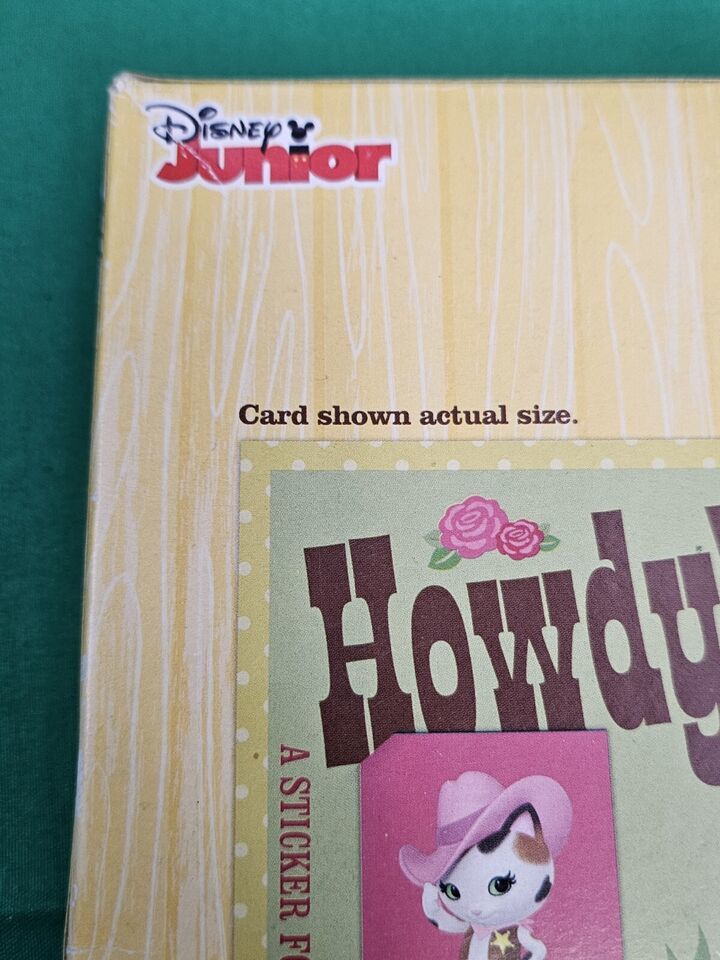 Disney
Junior
Card shown actual size.
Howdy
A STICKER